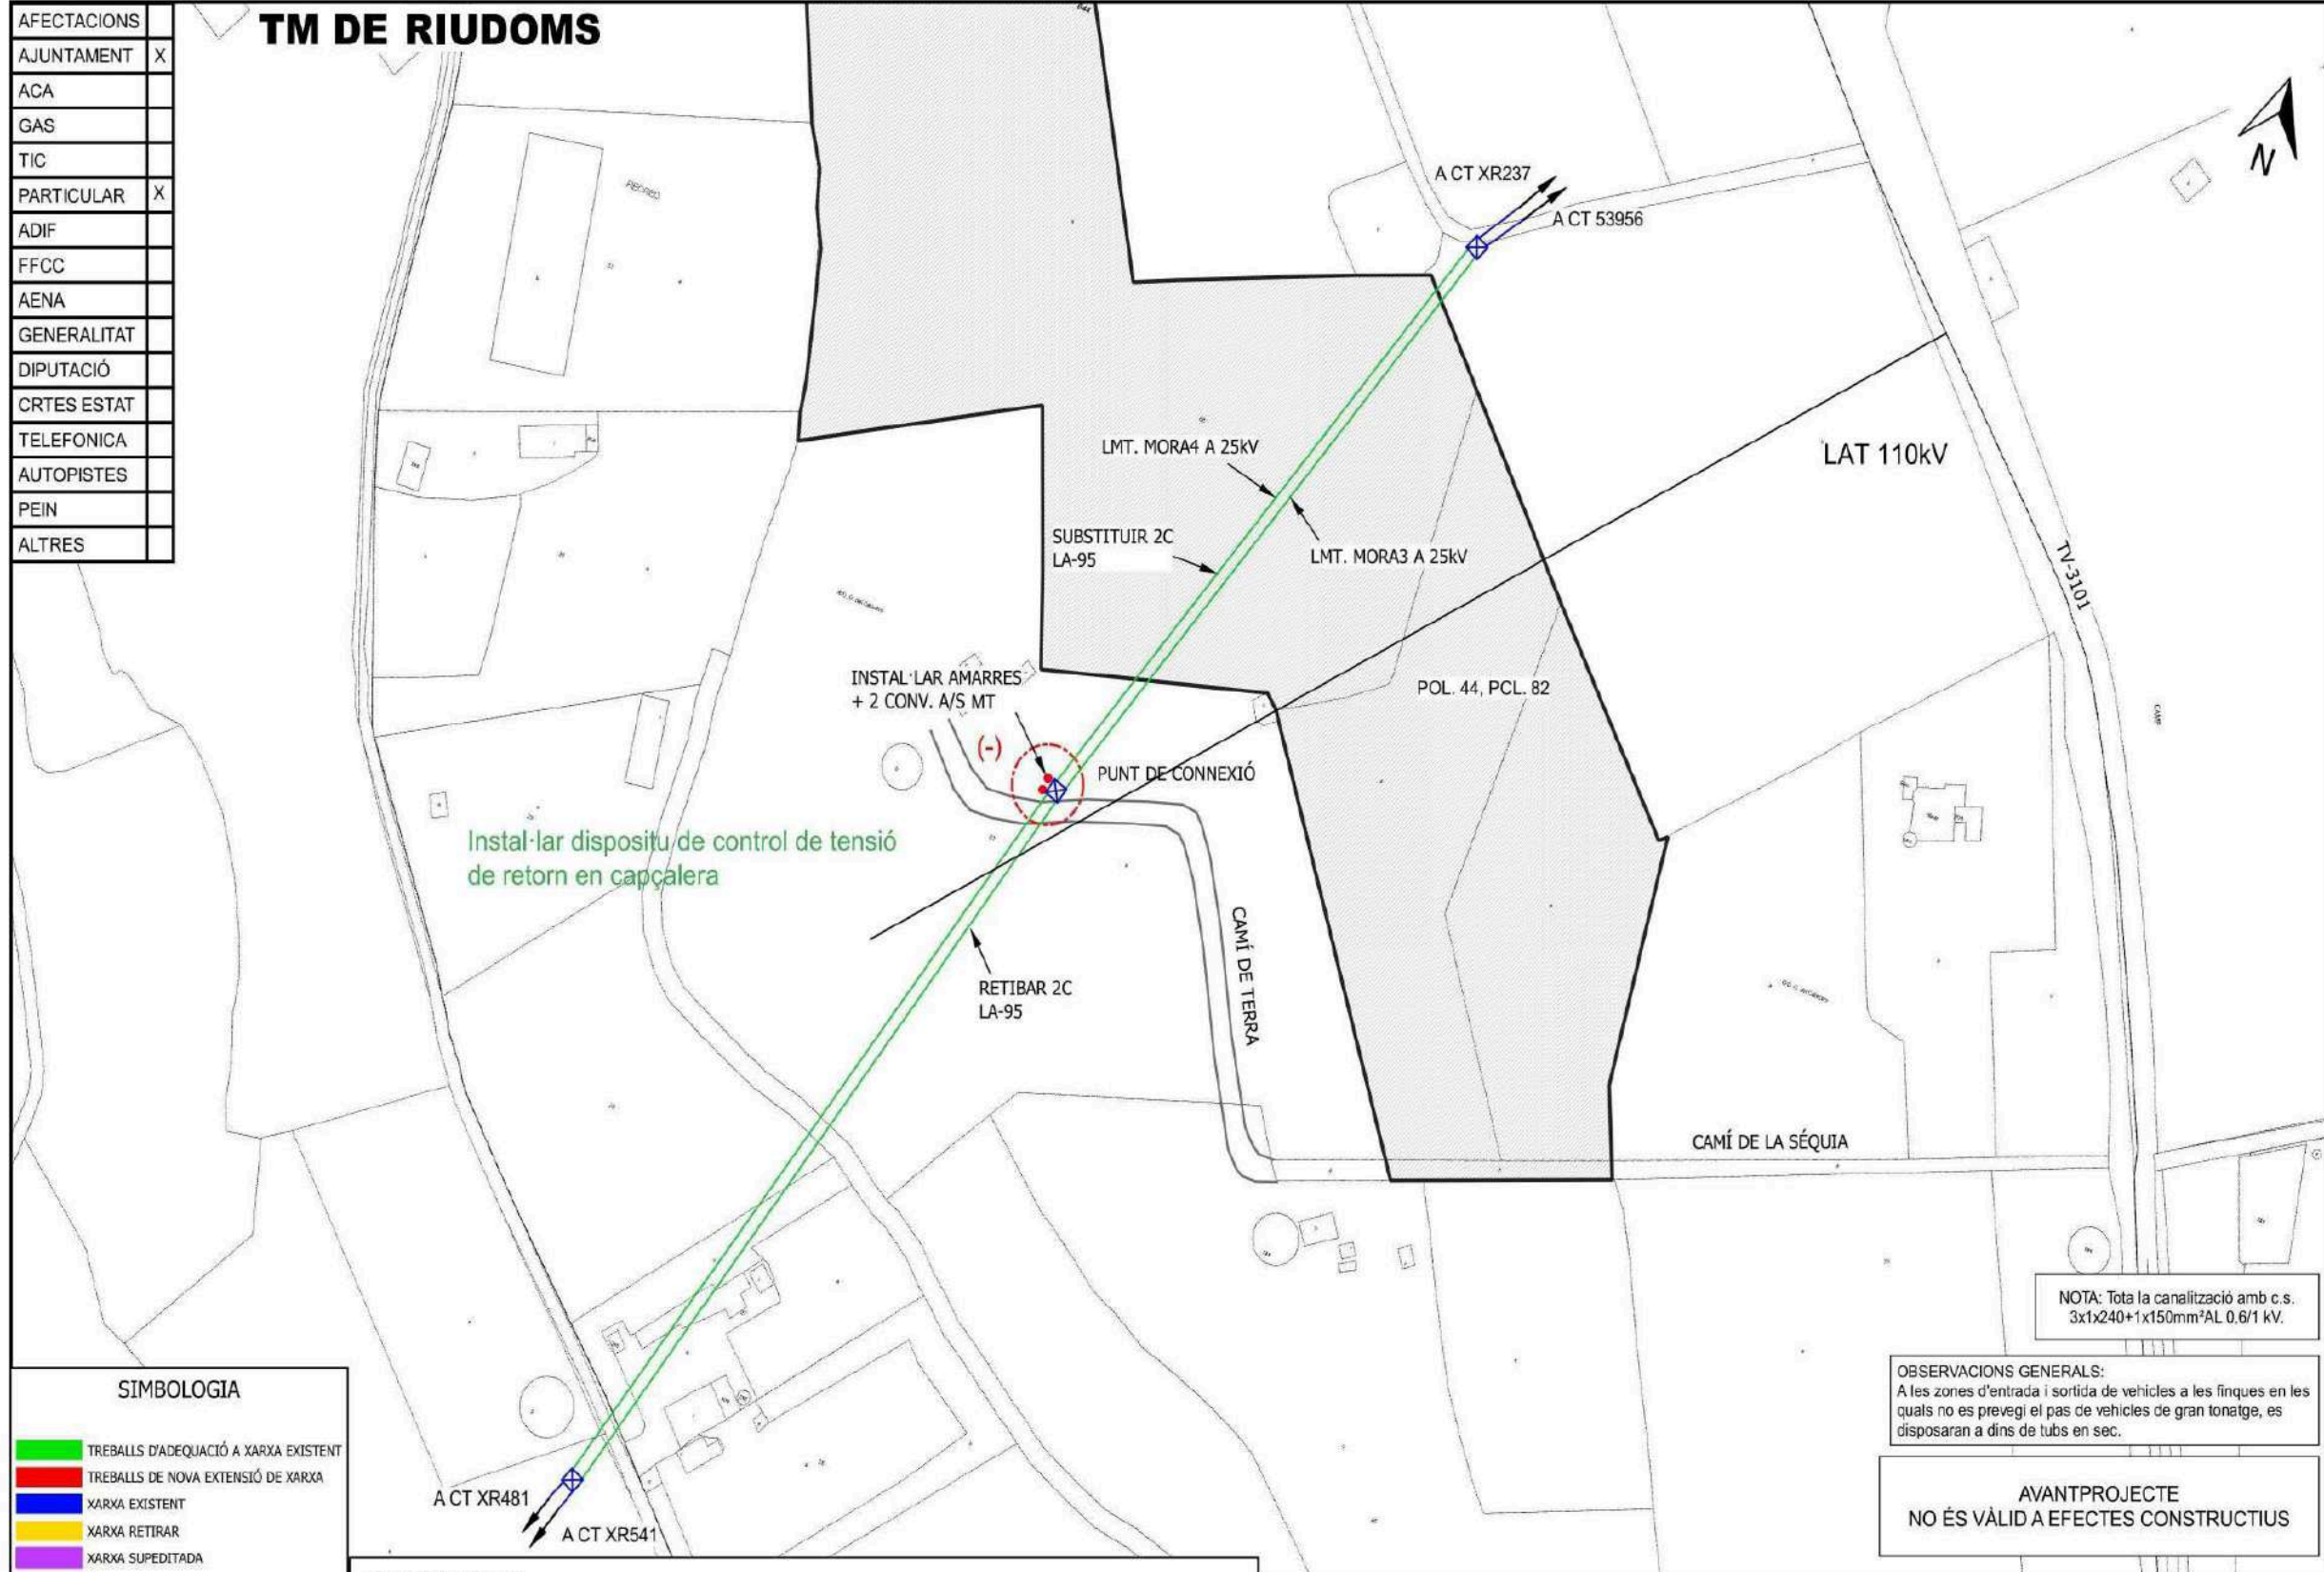 TM DE RIUDOMS
AFECTACIONS
AJUNTAMENT X
ACA
GAS
TIC
PARTICULAR X
ADIF
FFCC
AENA
GENERALITAT
DIPUTACIÓ
CRTES ESTAT
TELEFONICA
AUTOPISTES
PEIN
ALTRES
N
A CT XR237
A CT 53956
LMT. MORA4 A 25kV
LAT 110kV
SUBSTITUIR 2C
LA-95
LMT. MORA3 A 25kV
TV-3101
INSTAL·LAR AMARRES
+ 2 CONV. A/S MT
POL. 44, PCL. 82
CAMÍ
(-)
PUNT DE CONNEXIÓ
Instal·lar dispositu de control de tensió
de retorn en capçalera
CAMÍ DE TERRA
RETIBAR 2C
LA-95
CAMÍ DE LA SÉQUIA
NOTA: Tota la canalització amb c.s.
3x1x240+1x150mm²AL 0.6/1 kV.
OBSERVACIONS GENERALS:
A les zones d'entrada i sortida de vehicles a les finques en les
quals no es prevegi el pas de vehicles de gran tonatge, es
disposaran a dins de tubs en sec.
AVANTPROJECTE
NO ÉS VÀLID A EFECTES CONSTRUCTIUS
SIMBOLOGIA
TREBALLS D'ADEQUACIÓ A XARXA EXISTENT
TREBALLS DE NOVA EXTENSIÓ DE XARXA
XARXA EXISTENT
XARXA RETIRAR
XARXA SUPEDITADA
A CT XR481
A CT XR541